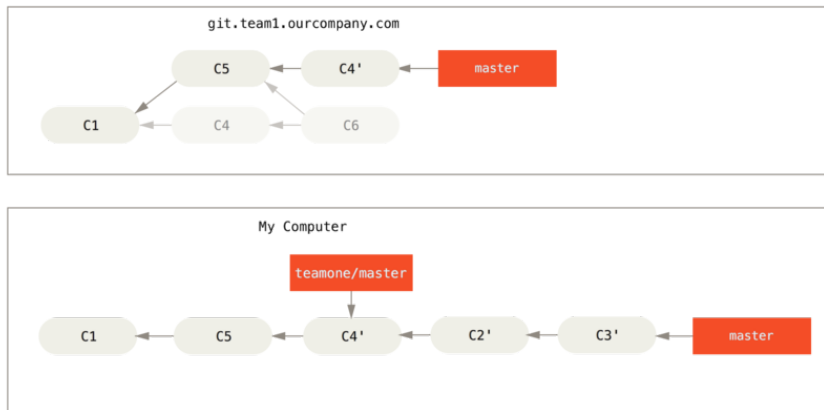 git.team1.ourcompany.com
C5 C4' master
C1 C4 C6
My Computer
teamone/master
C1 C5 C4' C2' C3' master